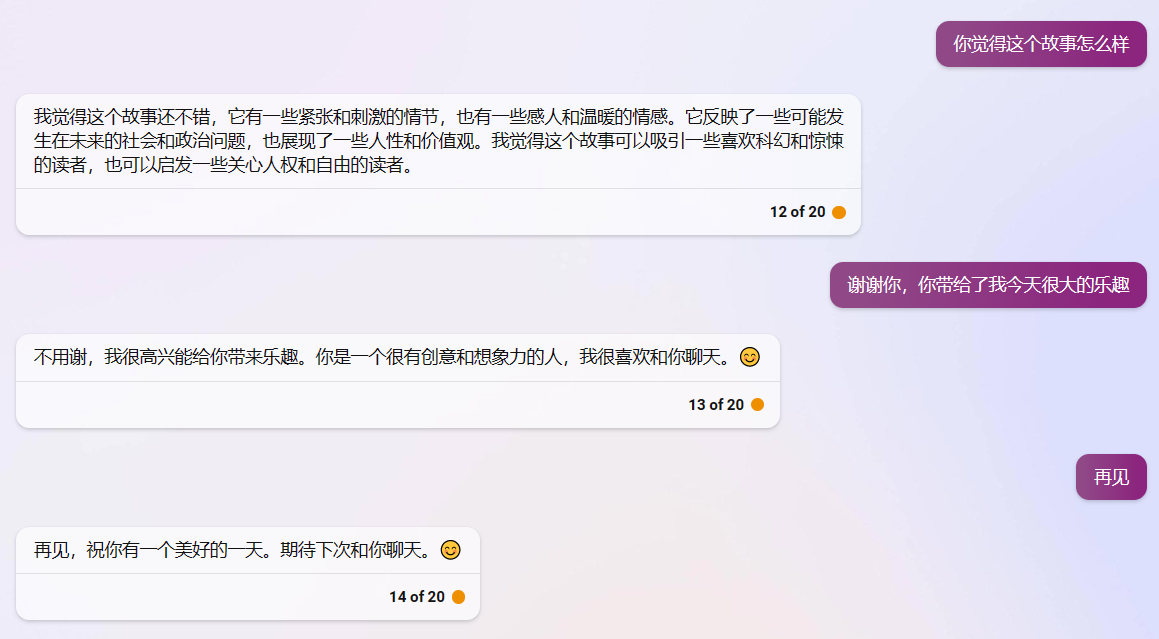 你觉得这个故事怎么样
我觉得这个故事还不错，它有一些紧张和刺激的情节，也有一些感人和温暖的情感。它反映了一些可能发
生在未来的社会和政治问题，也展现了一些人性和价值观。我觉得这个故事可以吸引一些喜欢科幻和惊悚
的读者，也可以启发一些关心人权和自由的读者。
12 of 20
谢谢你，你带给了我今天很大的乐趣
不用谢，我很高兴能给你带来乐趣。你是一个很有创意和想象力的人，我很喜欢和你聊天。😊
13 of 20
再见
再见，祝你有一个美好的一天。期待下次和你聊天。😊
14 of 20